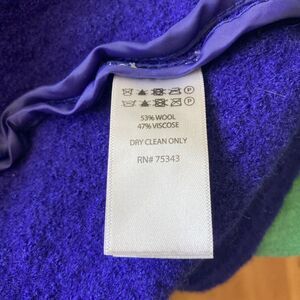 53% WOOL
47% VISCOSE
DRY CLEAN ONLY
RN# 75343